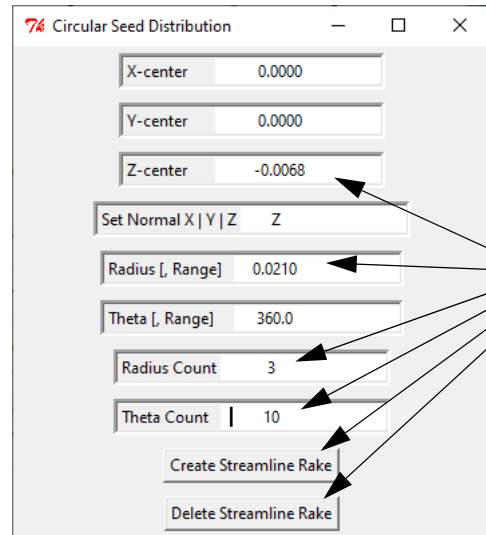 Circular Seed Distribution
X-center 0.0000
Y-center 0.0000
Z-center -0.0068
Set Normal X | Y | Z Z
Radius [, Range] 0.0210
Theta [, Range] 360.0
Radius Count 3
Theta Count 10
Create Streamline Rake
Delete Streamline Rake